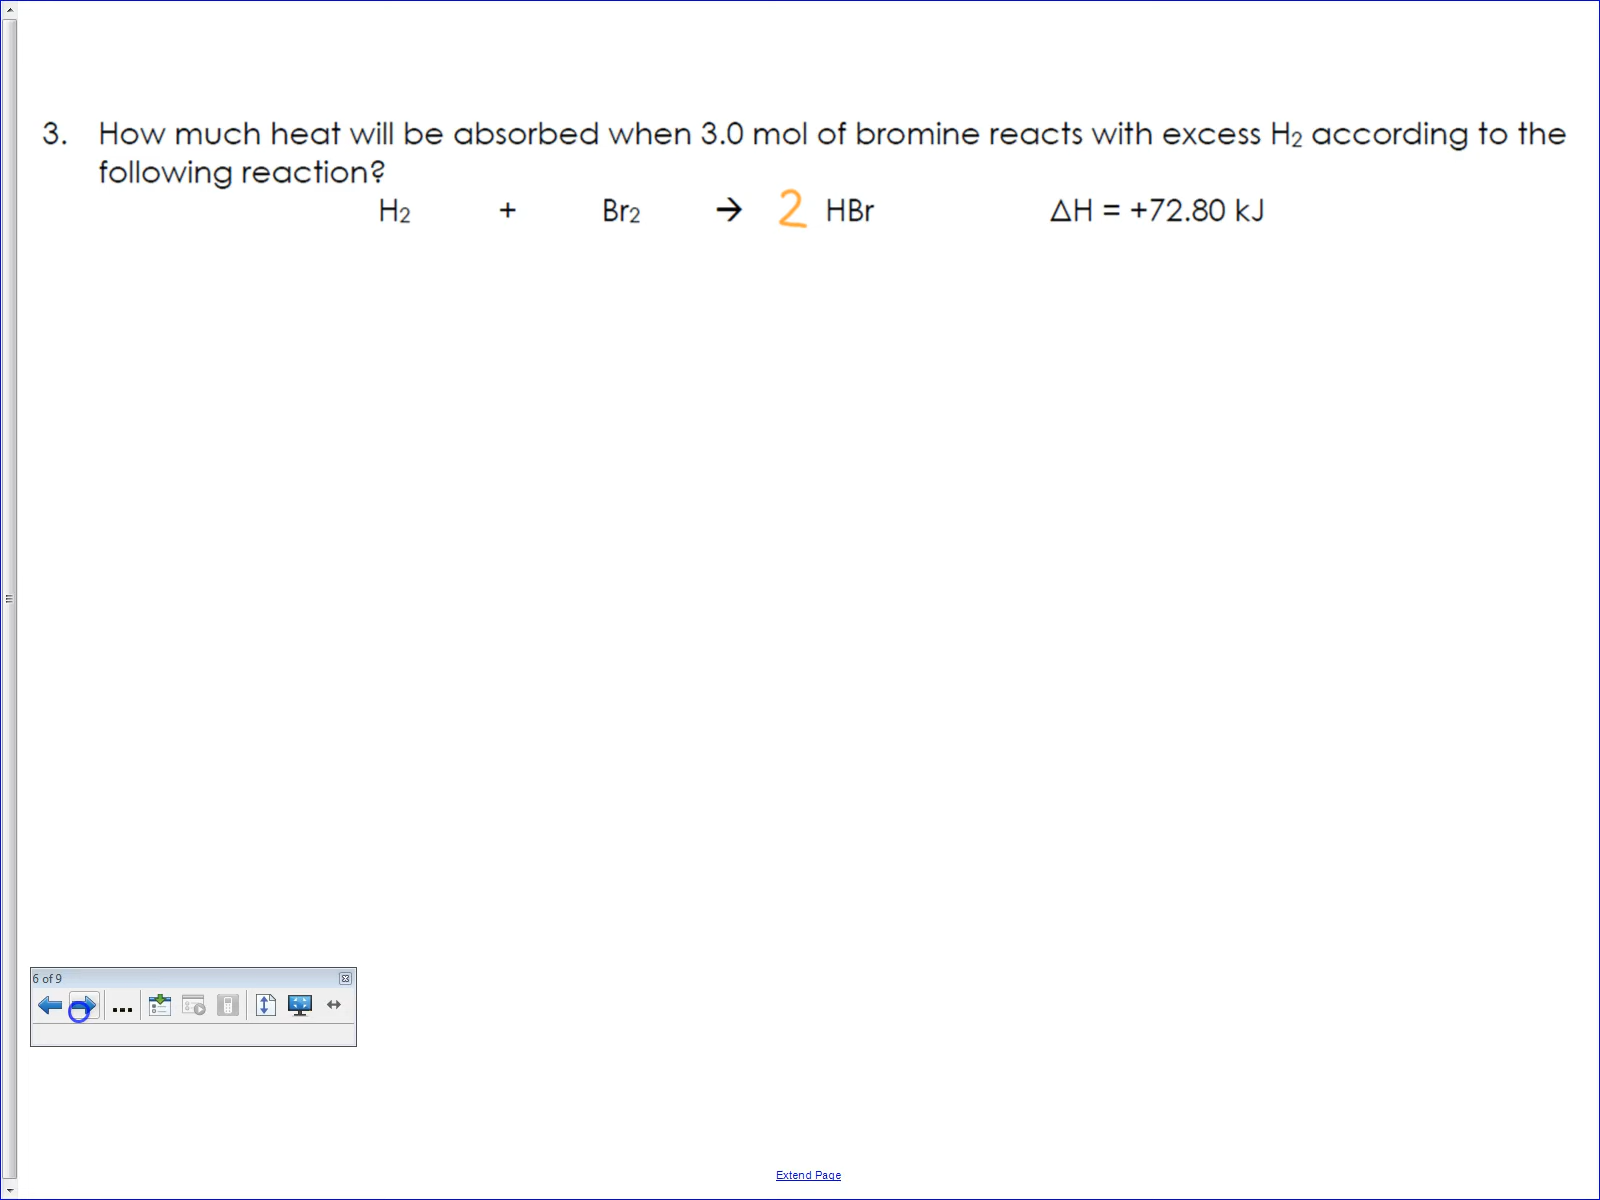 3. How much heat will be absorbed when 3.0 mol of bromine reacts with excess H2 according to the
following reaction?
H2 + Br2 → 2 HBr ΔH = +72.80 kJ
6 of 9
Extend Page